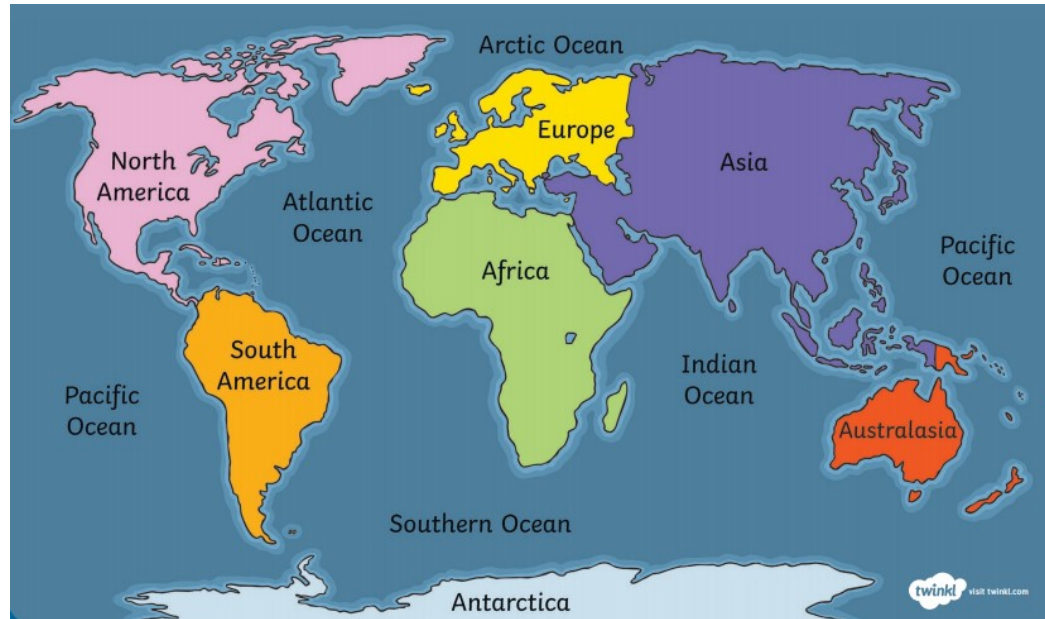 Arctic Ocean
Europe
North
America
Asia
Atlantic
Ocean
Pacific
Ocean
Africa
South
America
Indian
Ocean
Pacific
Ocean
Australasia
Southern Ocean
Antarctica
twinkl
visit twinkl.com